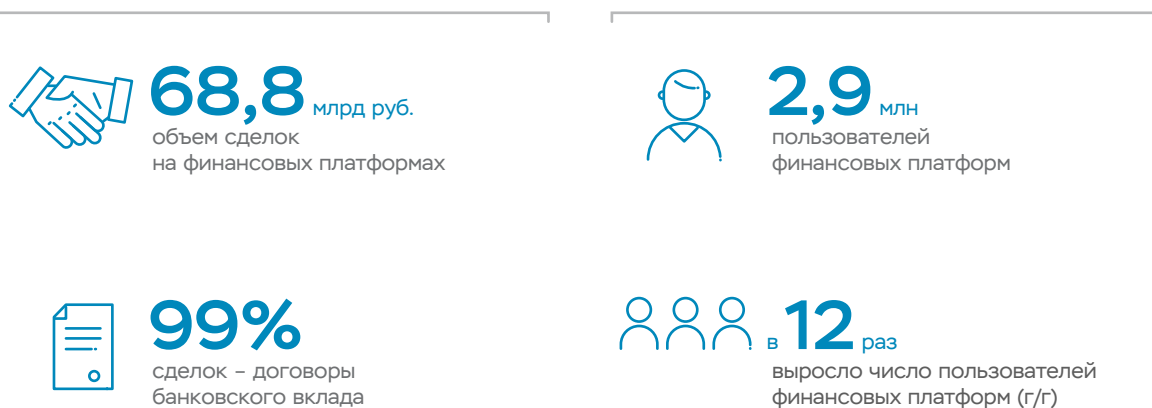 68,8 млрд руб.
объем сделок
на финансовых платформах
2,9 млн
пользователей
финансовых платформ
99%
сделок – договоры
банковского вклада
в 12 раз
выросло число пользователей
финансовых платформ (г/г)